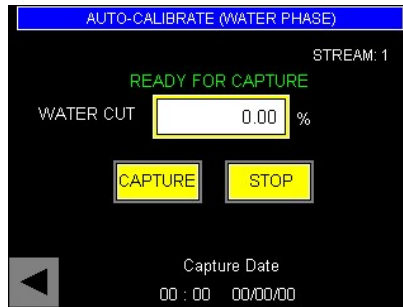 AUTO-CALIBRATE (WATER PHASE)
STREAM: 1
READY FOR CAPTURE
WATER CUT 0.00 %
CAPTURE STOP
Capture Date
00 : 00 00/00/00